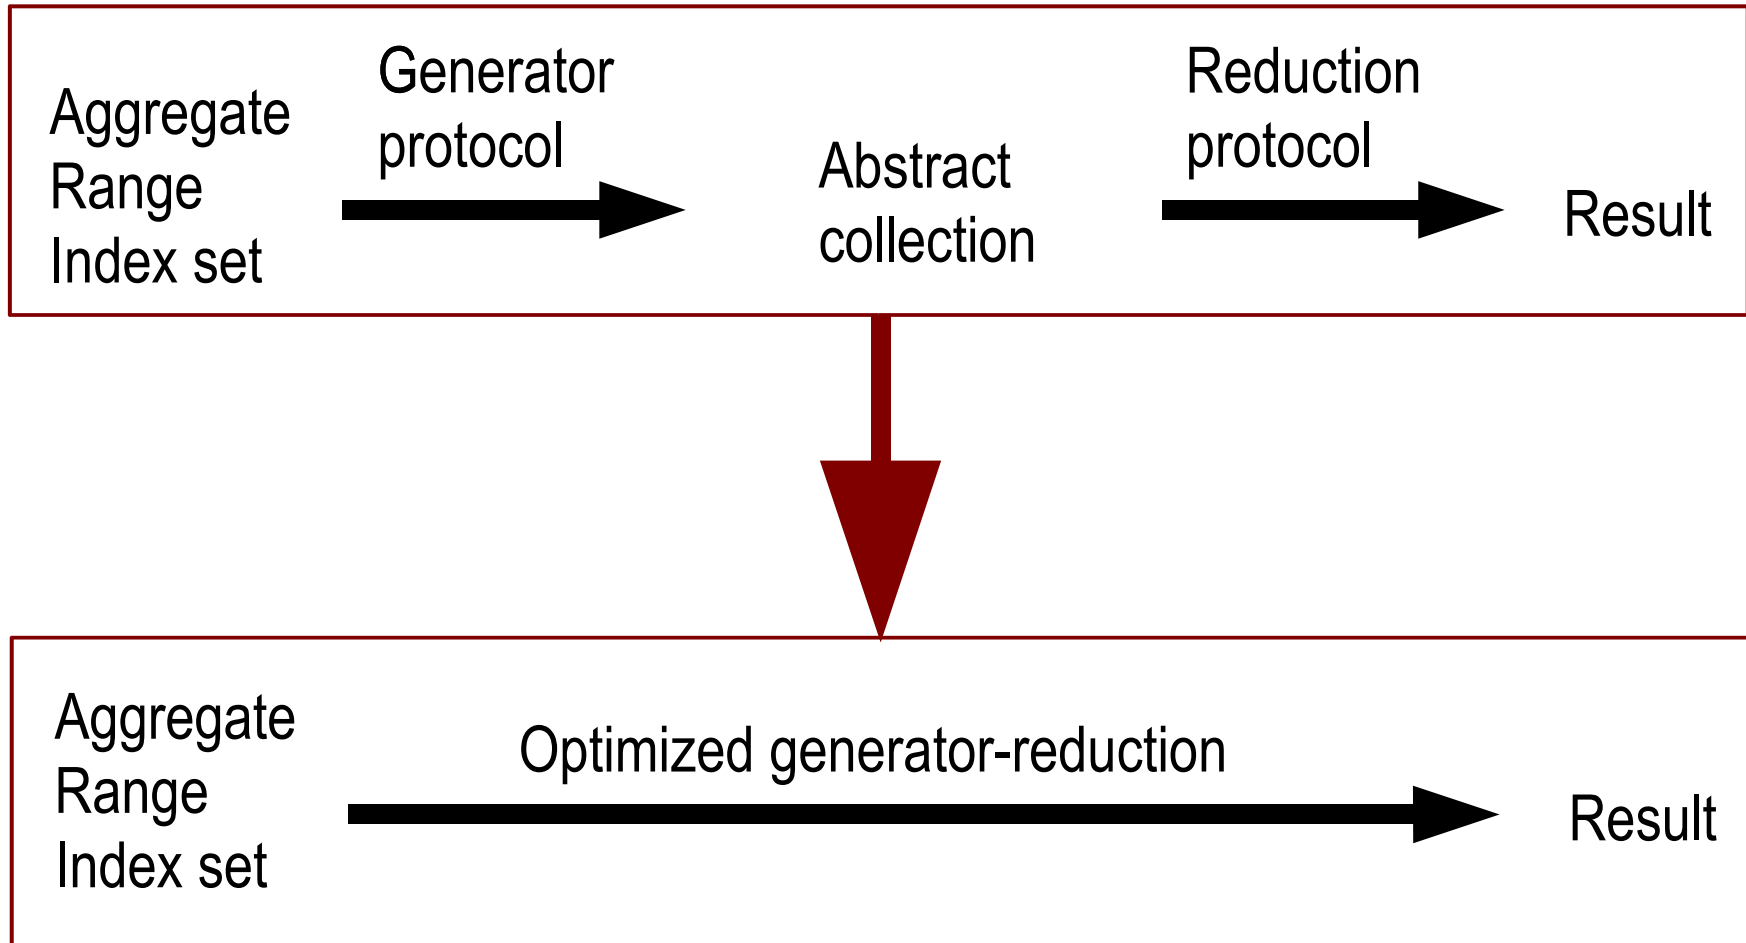 Aggregate
Range
Index set
Generator
protocol
Abstract
collection
Reduction
protocol
Result
Aggregate
Range
Index set
Optimized generator-reduction
Result